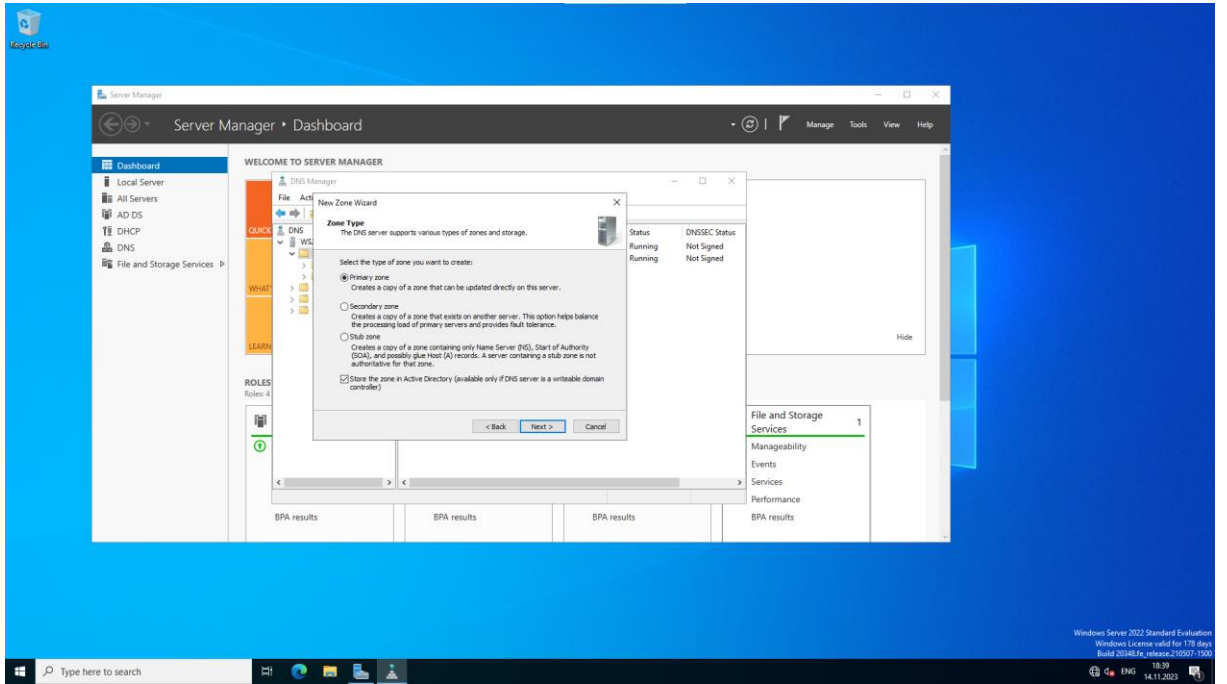 Recycle Bin
Server Manager
Server Manager • Dashboard
Manage Tools View Help
Dashboard
Local Server
All Servers
AD DS
DHCP
DNS
File and Storage Services
WELCOME TO SERVER MANAGER
QUICK
WHAT'
LEARN
Hide
ROLES
Roles: 4
DNS Manager
File Acti
DNS
WS
Status DNSSEC Status
Running Not Signed
Running Not Signed
New Zone Wizard
Zone Type
The DNS server supports various types of zones and storage.
Select the type of zone you want to create:
Primary zone
Creates a copy of a zone that can be updated directly on this server.
Secondary zone
Creates a copy of a zone that exists on another server. This option helps balance
the processing load of primary servers and provides fault tolerance.
Stub zone
Creates a copy of a zone containing only Name Server (NS), Start of Authority
(SOA), and possibly glue Host (A) records. A server containing a stub zone is not
authoritative for that zone.
Store the zone in Active Directory (available only if DNS server is a writeable domain
controller)
< Back Next > Cancel
File and Storage
Services 1
Manageability
Events
Services
Performance
BPA results
BPA results
BPA results
BPA results
Windows Server 2022 Standard Evaluation
Windows License valid for 178 days
Build 20348.fe_release.210507-1500
Type here to search
ENG
18:39
14.11.2023